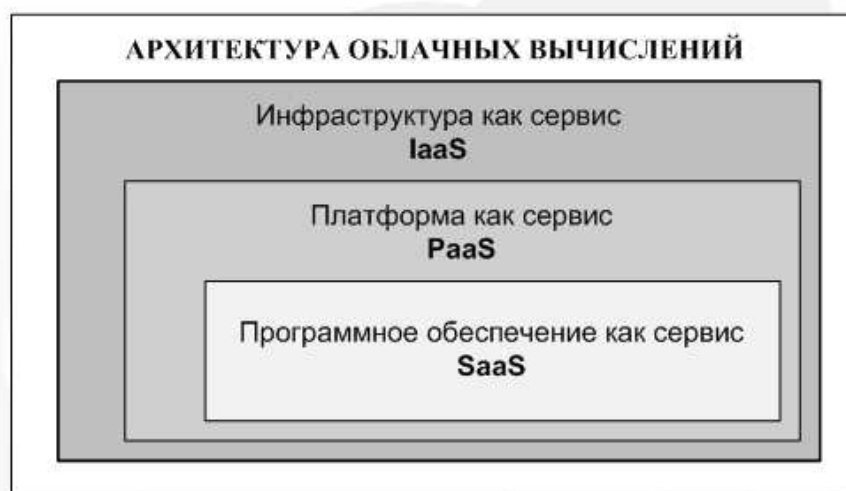 АРХИТЕКТУРА ОБЛАЧНЫХ ВЫЧИСЛЕНИЙ
Инфраструктура как сервис
IaaS
Платформа как сервис
PaaS
Программное обеспечение как сервис
SaaS